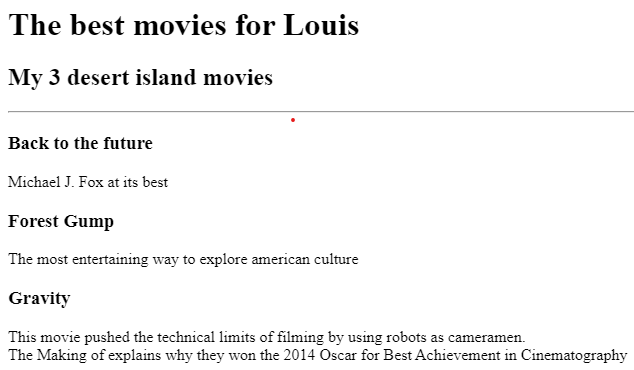 The best movies for Louis
My 3 desert island movies
Back to the future
Michael J. Fox at its best
Forest Gump
The most entertaining way to explore american culture
Gravity
This movie pushed the technical limits of filming by using robots as cameramen.
The Making of explains why they won the 2014 Oscar for Best Achievement in Cinematography